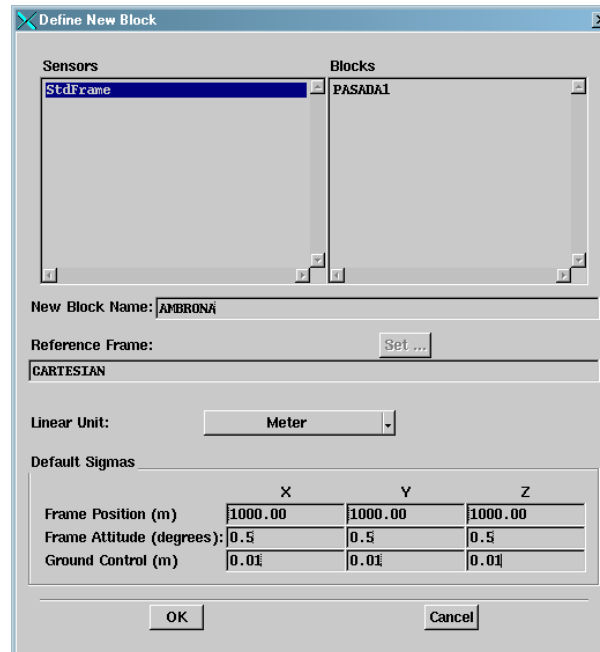 Define New Block
Sensors Blocks
StdFrame PASADA1
New Block Name: AMBRONA
Reference Frame: Set ...
CARTESIAN
Linear Unit: Meter
Default Sigmas
X Y Z
Frame Position (m) 1000.00 1000.00 1000.00
Frame Attitude (degrees): 0.5 0.5 0.5
Ground Control (m) 0.01 0.01 0.01
OK Cancel